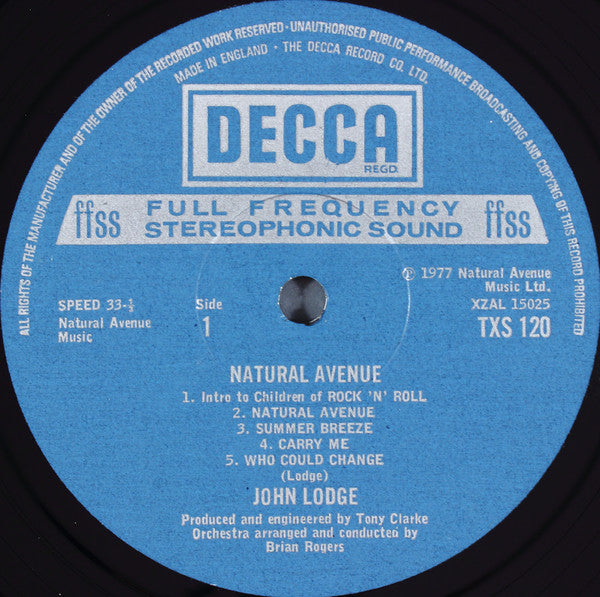 ALL RIGHTS OF THE MANUFACTURER AND OF THE OWNER OF THE RECORDED WORK RESERVED · UNAUTHORISED PUBLIC PERFORMANCE BROADCASTING AND COPYING OF THIS RECORD PROHIBITED
MADE IN ENGLAND · THE DECCA RECORD CO. LTD.
DECCA
REGD.
ffss FULL FREQUENCY ffss
STEREOPHONIC SOUND
SPEED 33-⅓
Natural Avenue
Music
Side
1
℗ 1977 Natural Avenue
Music Ltd.
XZAL 15025
TXS 120
NATURAL AVENUE
1. Intro to Children of ROCK 'N' ROLL
2. NATURAL AVENUE
3. SUMMER BREEZE
4. CARRY ME
5. WHO COULD CHANGE
(Lodge)
JOHN LODGE
Produced and engineered by Tony Clarke
Orchestra arranged and conducted by
Brian Rogers